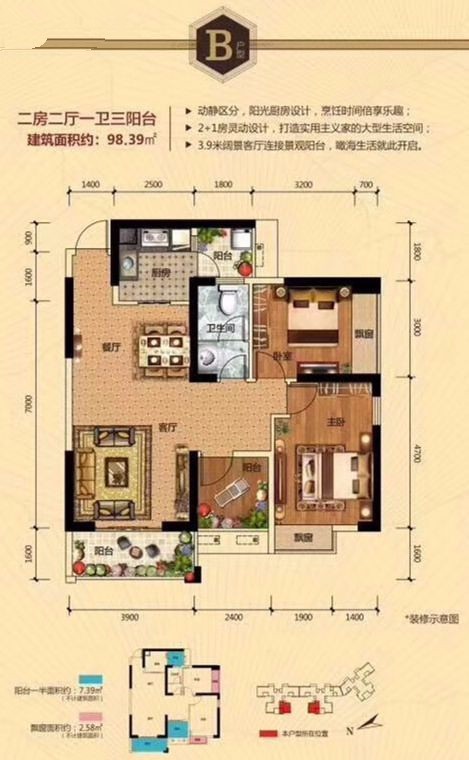 B
户型
二房二厅一卫三阳台
建筑面积约：98.39㎡
动静区分，阳光厨房设计，烹饪时间倍享乐趣；
2+1房灵动设计，打造实用主义家的大型生活空间；
3.9米阔景客厅连接景观阳台，瞰海生活就此开启。
1400 2500 1800 3200 700
900 1600 7000 1600
1800 3000 4700 1600
厨房
阳台
卫生间
餐厅
卧室
飘窗
客厅
主卧
阳台
阳台
飘窗
3900 2400 1900 1400
*装修示意图
阳台一半面积约：7.39㎡
（不计建筑面积）
飘窗面积约：2.58㎡
（不计建筑面积）
本户型所在位置
N